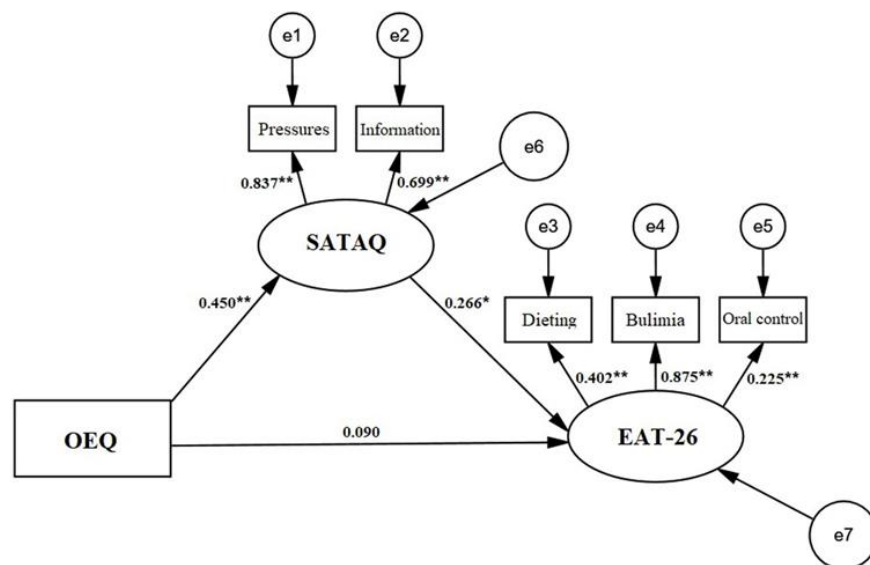 e1
e2
Pressures
Information
e6
0.837**
0.699**
SATAQ
e3
e4
e5
0.450**
0.266*
Dieting
Bulimia
Oral control
0.402**
0.875**
0.225**
OEQ
0.090
EAT-26
e7